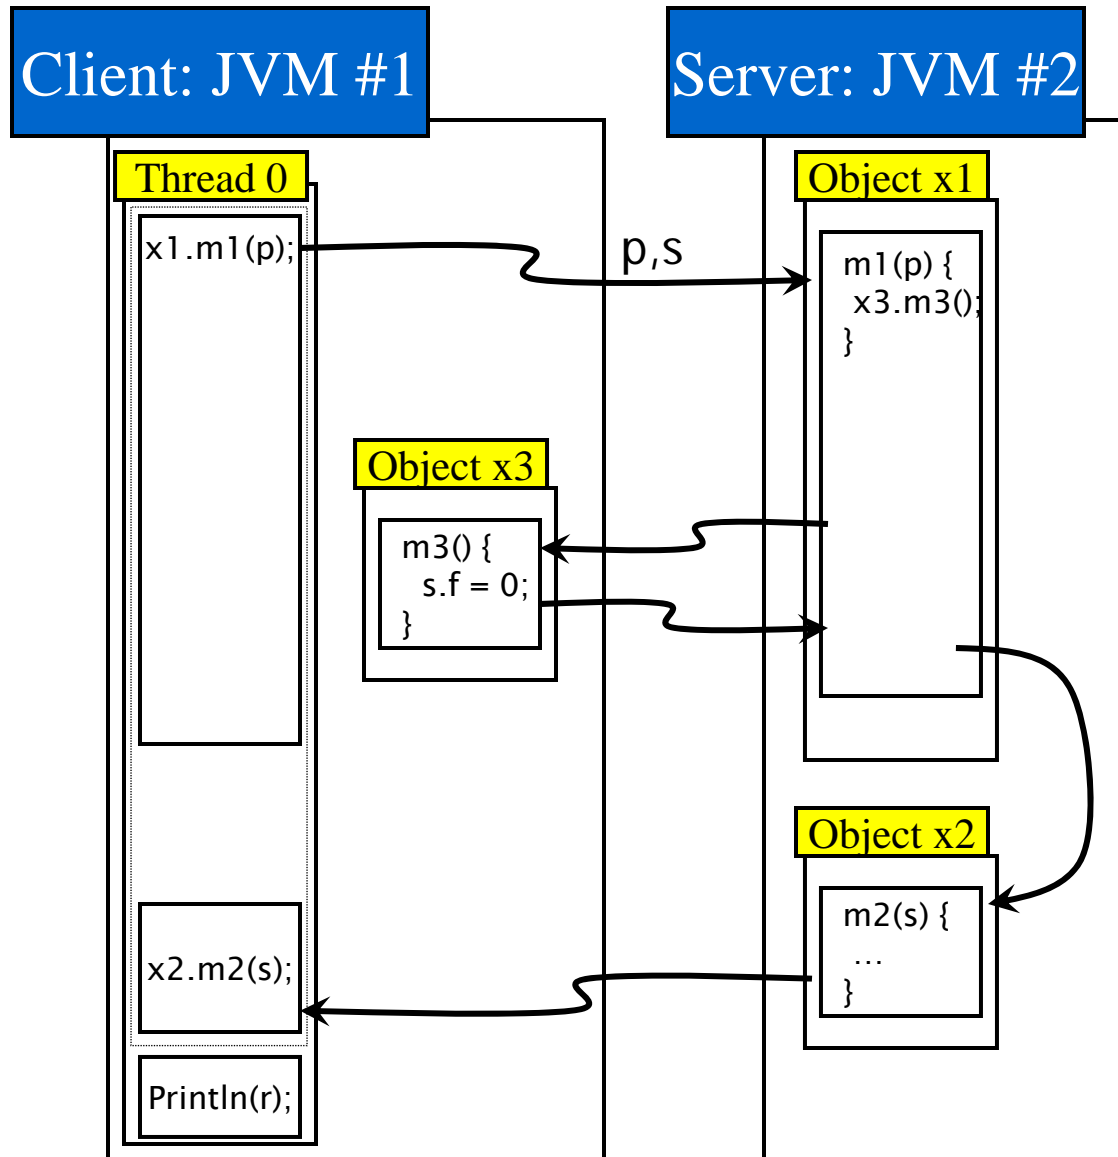 Client: JVM #1
Server: JVM #2
Thread 0
Object x1
x1.m1(p);
p,s
m1(p) {
x3.m3();
}
Object x3
m3() {
s.f = 0;
}
Object x2
m2(s) {
...
}
x2.m2(s);
Println(r);